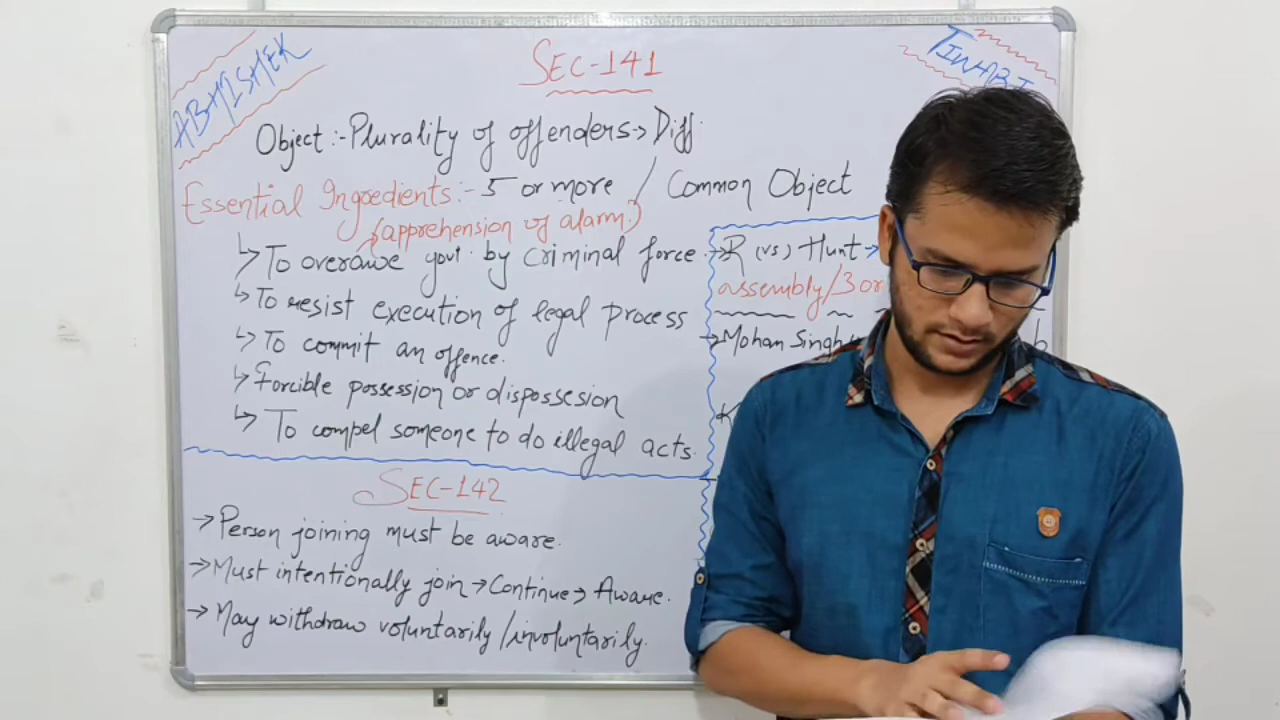 ABHISHEK
TIWARI
SEC-141
Object :- Plurality of offenders → Diff.
Essential Ingredients:- 5 or more / Common Object
(apprehension of alarm)
↳ To overawe govt. by criminal force.
↳ To resist execution of legal process
↳ To commit an offence.
↳ Forcible possession or dispossesion
↳ To compel someone to do illegal acts.
→ R (vs) Hunt →
assembly/3 or
→ Mohan Singh
SEC-142
→ Person joining must be aware.
→ Must intentionally join → Continue → Aware.
→ May withdraw voluntarily/involuntarily.